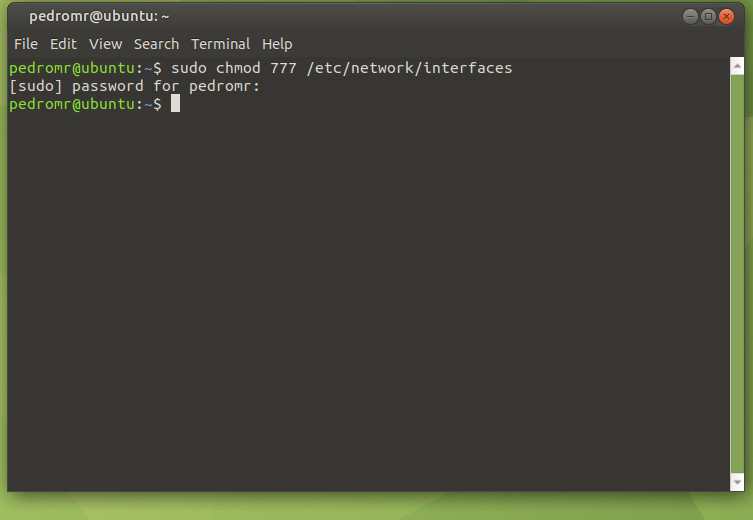 pedromr@ubuntu: ~
File Edit View Search Terminal Help
pedromr@ubuntu:~$ sudo chmod 777 /etc/network/interfaces
[sudo] password for pedromr:
pedromr@ubuntu:~$